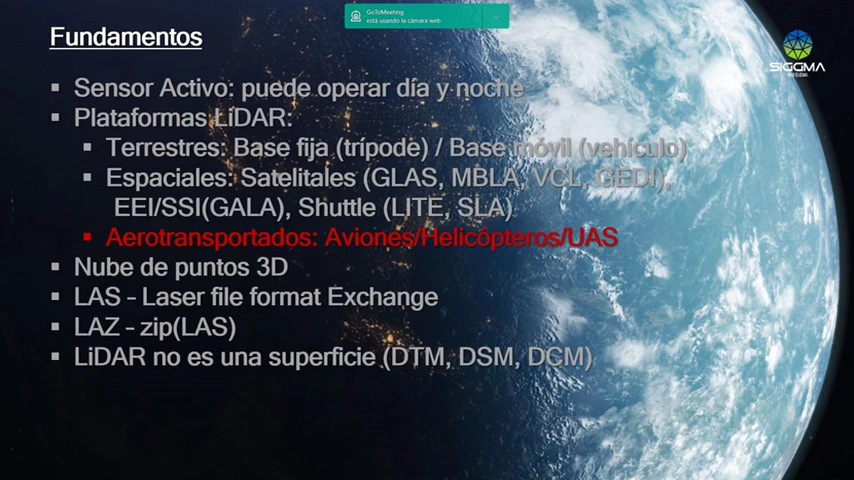 GoToMeeting
está usando la cámara web
Fundamentos
SIGGMA
▪ Sensor Activo: puede operar día y noche
▪ Plataformas LiDAR:
▪ Terrestres: Base fija (trípode) / Base móvil (vehículo)
▪ Espaciales: Satelitales (GLAS, MBLA, VCL, GEDI),
EEI/SSI(GALA), Shuttle (LITE, SLA)
▪ Aerotransportados: Aviones/Helicópteros/UAS
▪ Nube de puntos 3D
▪ LAS – Laser file format Exchange
▪ LAZ – zip(LAS)
▪ LiDAR no es una superficie (DTM, DSM, DCM)